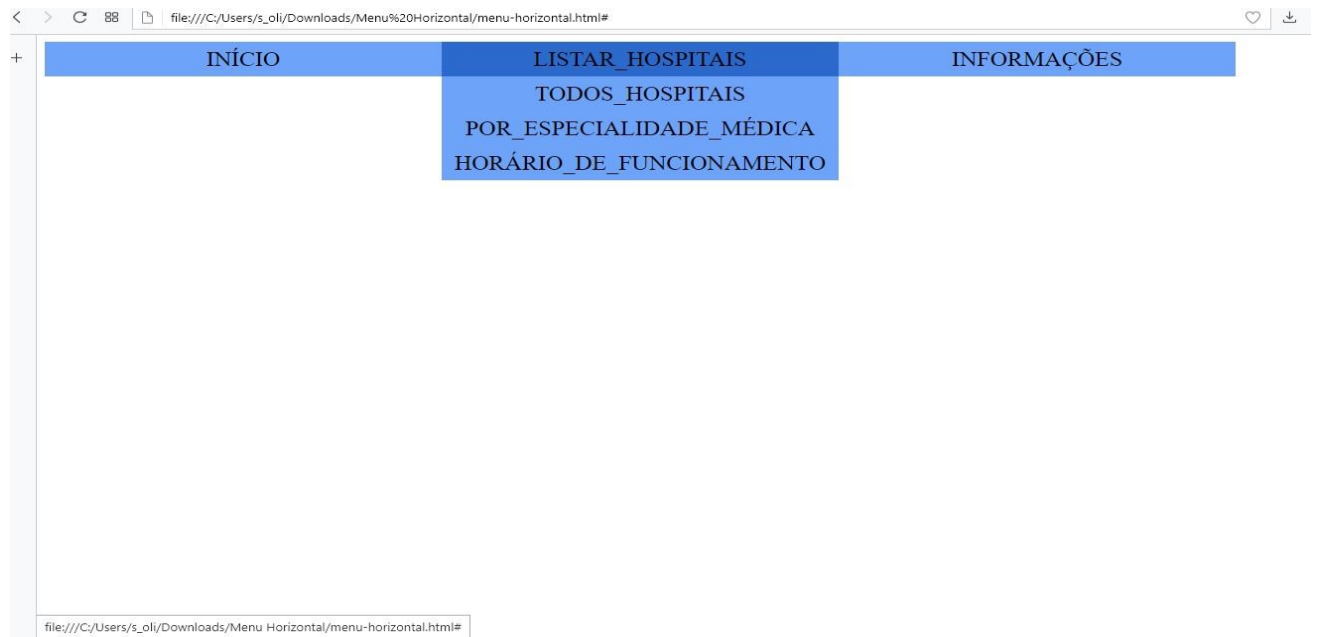 file:///C:/Users/s_oli/Downloads/Menu%20Horizontal/menu-horizontal.html#
INÍCIO LISTAR_HOSPITAIS INFORMAÇÕES
TODOS_HOSPITAIS
POR_ESPECIALIDADE_MÉDICA
HORÁRIO_DE_FUNCIONAMENTO
file:///C:/Users/s_oli/Downloads/Menu Horizontal/menu-horizontal.html#